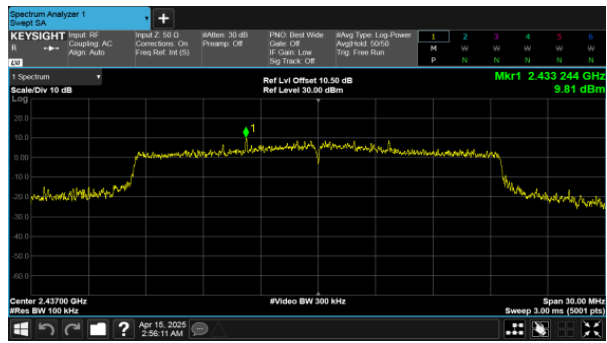 Spectrum Analyzer 1
Swept SA
KEYSIGHT
R
Input: RF
Coupling: AC
Align: Auto
Input Z: 50 Ω
Corrections: On
Freq Ref: Int (S)
#Atten: 30 dB
Preamp: Off
PNO: Best Wide
Gate: Off
IF Gain: Low
Sig Track: Off
#Avg Type: Log-Power
Avg|Hold: 50/50
Trig: Free Run
1 2 3 4 5 6
M W W W W W
P N N N N N
LXI
1 Spectrum
Scale/Div 10 dB
Log
Ref Lvl Offset 10.50 dB
Ref Level 30.00 dBm
Mkr1 2.433 244 GHz
9.81 dBm
1
20.0
10.0
0.00
-10.0
-20.0
-30.0
-40.0
-50.0
-60.0
Center 2.43700 GHz
#Res BW 100 kHz
#Video BW 300 kHz
Span 30.00 MHz
Sweep 3.00 ms (5001 pts)
?
Apr 15, 2025
2:56:11 AM